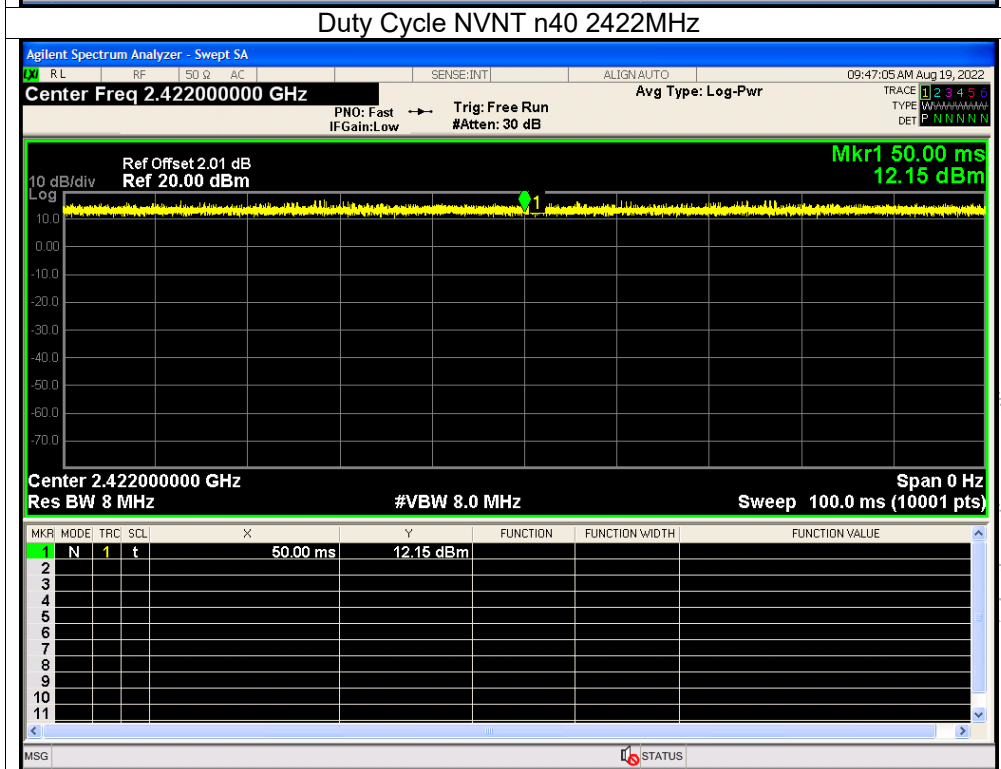 Duty Cycle NVNT n40 2422MHz
Agilent Spectrum Analyzer - Swept SA
LXI RL RF 50 Ω AC SENSE:INT ALIGN AUTO 09:47:05 AM Aug 19, 2022
Center Freq 2.422000000 GHz Avg Type: Log-Pwr TRACE 1 2 3 4 5 6
PNO: Fast Trig: Free Run TYPE WWWWWW
IFGain:Low #Atten: 30 dB DET P N N N N N
Mkr1 50.00 ms
Ref Offset 2.01 dB
10 dB/div Ref 20.00 dBm 12.15 dBm
Log
1
10.0
0.00
-10.0
-20.0
-30.0
-40.0
-50.0
-60.0
-70.0
Center 2.422000000 GHz Span 0 Hz
Res BW 8 MHz #VBW 8.0 MHz Sweep 100.0 ms (10001 pts)
MKR MODE TRC SCL X Y FUNCTION FUNCTION WIDTH FUNCTION VALUE
1 N 1 t 50.00 ms 12.15 dBm
2
3
4
5
6
7
8
9
10
11
MSG STATUS